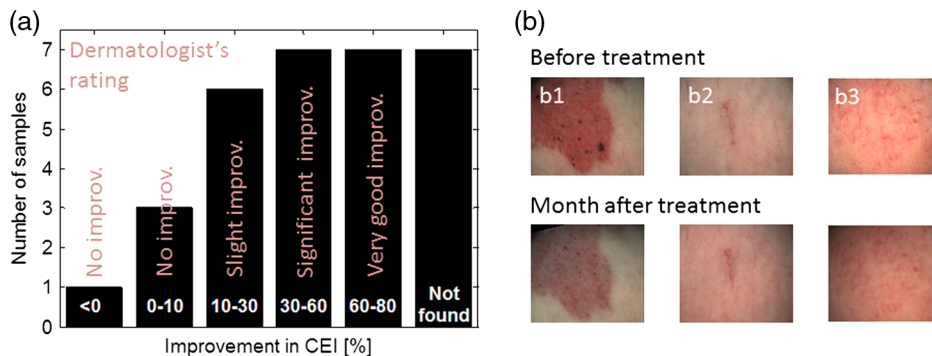 (a)
Dermatologist's
rating
Number of samples
7
6
5
4
3
2
1
0
No improv.
No improv.
Slight improv.
Significant improv.
Very good improv.
<0
0-10
10-30
30-60
60-80
Not
found
Improvement in CEI [%]
(b)
Before treatment
b1
b2
b3
Month after treatment